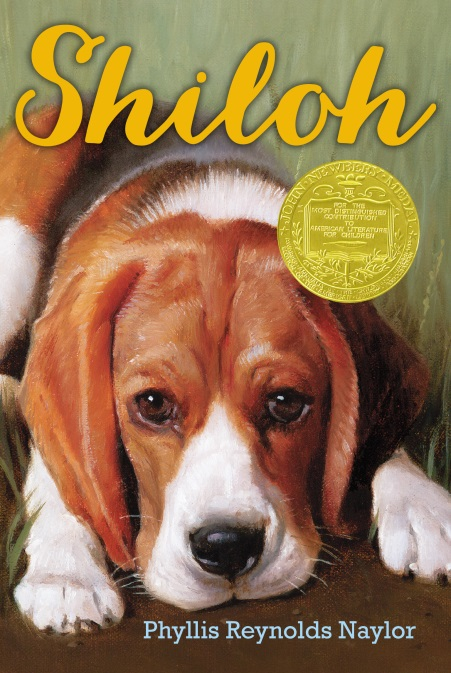 Shiloh
JOHN NEWBERY MEDAL
FOR THE
MOST DISTINGUISHED
CONTRIBUTION
TO
AMERICAN LITERATURE
FOR CHILDREN
Phyllis Reynolds Naylor